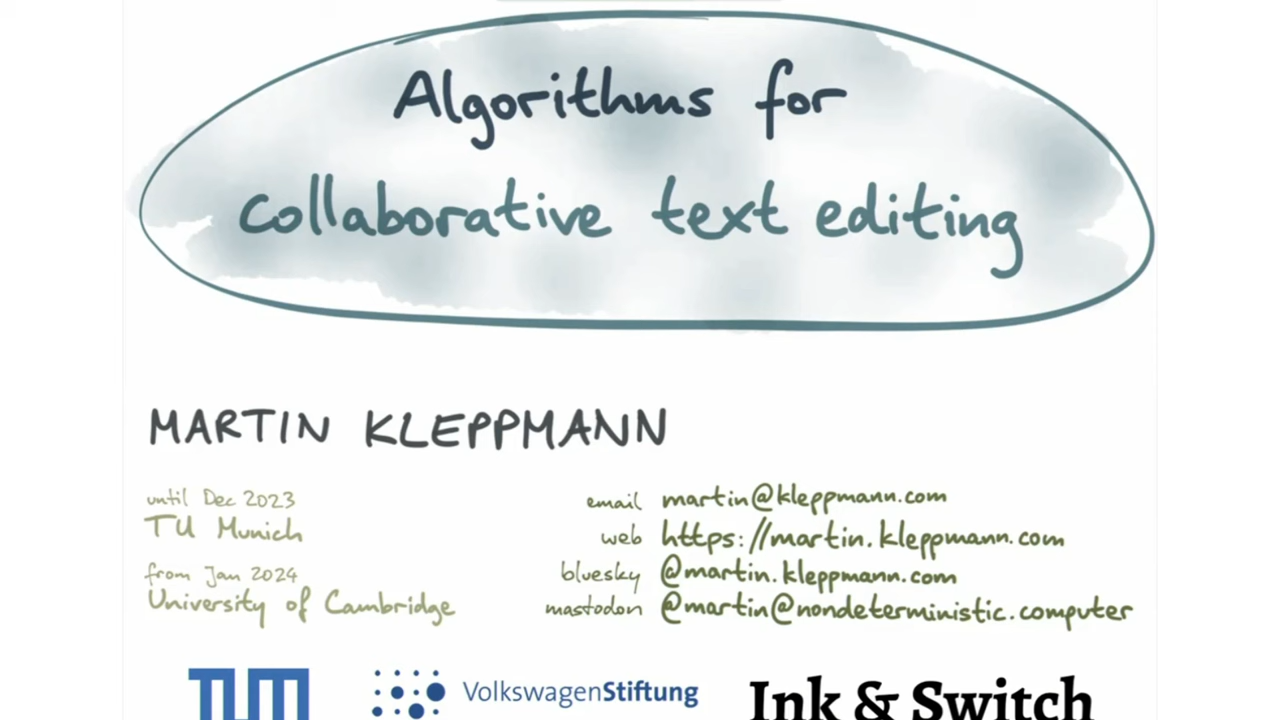 Algorithms for
collaborative text editing
MARTIN KLEPPMANN
until Dec 2023
TU Munich
from Jan 2024
University of Cambridge
email martin@kleppmann.com
web https://martin.kleppmann.com
bluesky @martin.kleppmann.com
mastodon @martin@nondeterministic.computer
TUM
VolkswagenStiftung
Ink & Switch